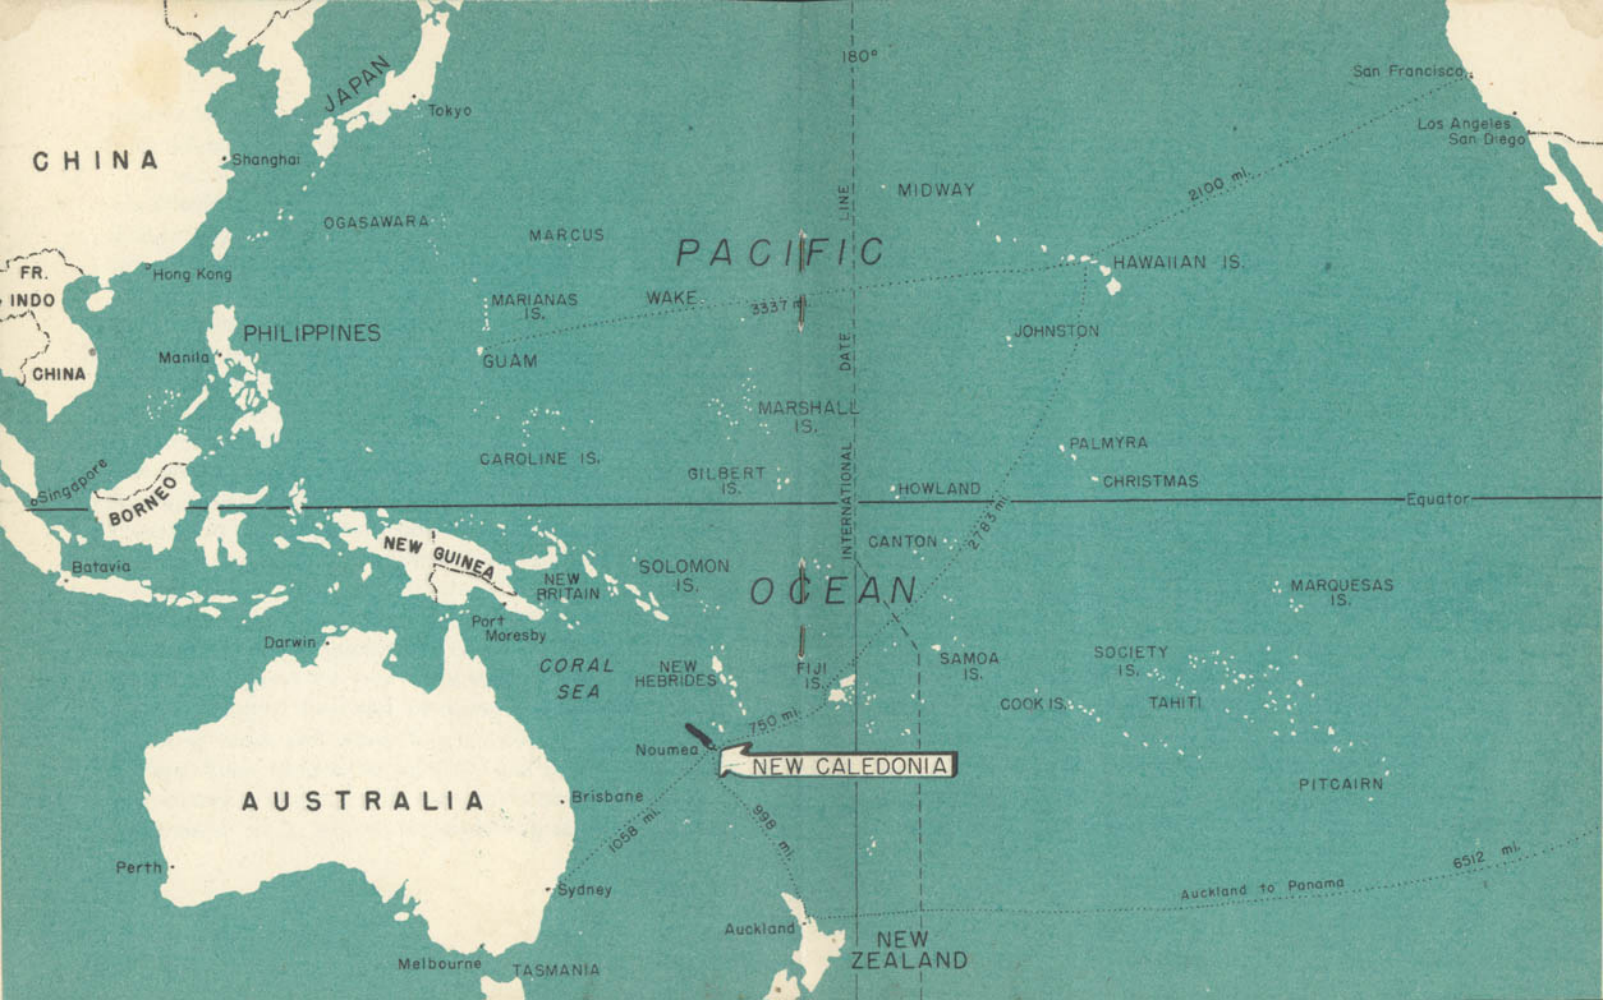 180°
San Francisco
JAPAN
Tokyo
Los Angeles
San Diego
CHINA
Shanghai
2100 mi.
MIDWAY
OGASAWARA
MARCUS
INTERNATIONAL DATE LINE
PACIFIC
HAWAIIAN IS.
FR.
INDO
CHINA
Hong Kong
MARIANAS
IS.
WAKE
3337 mi.
PHILIPPINES
JOHNSTON
Manila
GUAM
MARSHALL
IS.
PALMYRA
CAROLINE IS.
GILBERT
IS.
CHRISTMAS
HOWLAND
Singapore
BORNEO
Equator
2783 mi.
CANTON
NEW GUINEA
Batavia
SOLOMON
IS.
NEW
BRITAIN
OCEAN
MARQUESAS
IS.
Port
Moresby
Darwin
CORAL
SEA
NEW
HEBRIDES
FIJI
IS.
SAMOA
IS.
SOCIETY
IS.
COOK IS.
TAHITI
750 mi.
Noumea
NEW CALEDONIA
PITCAIRN
AUSTRALIA
Brisbane
1058 mi.
998 mi.
Perth
Sydney
6512 mi.
Auckland to Panama
Auckland
NEW
ZEALAND
Melbourne
TASMANIA